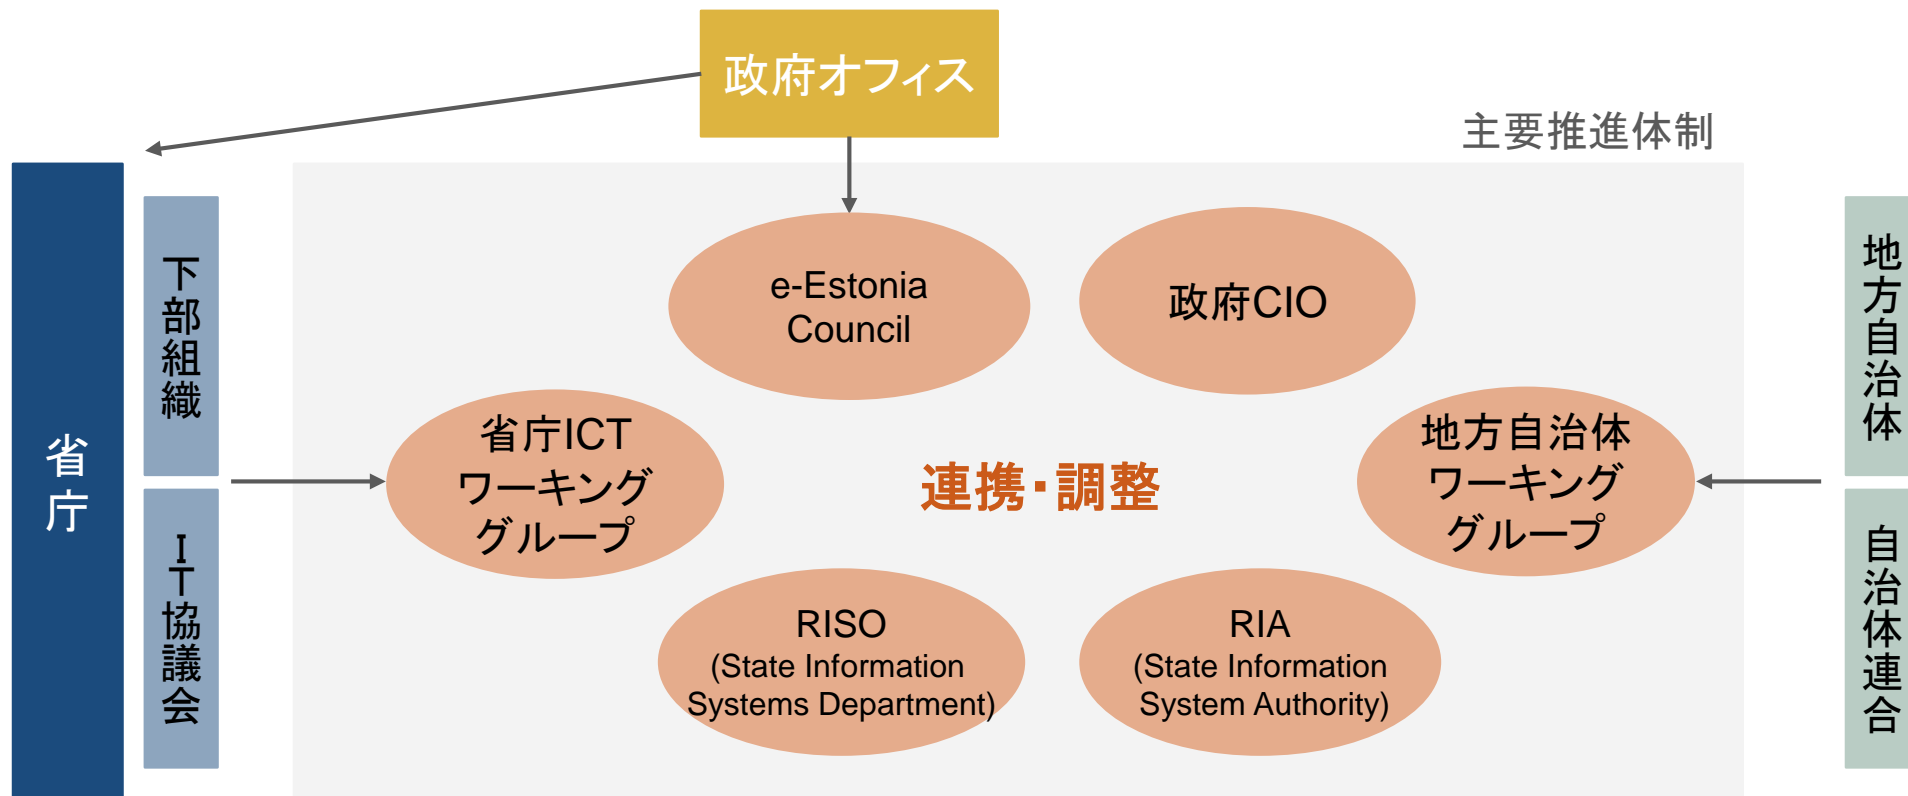 政府オフィス
主要推進体制
省庁
下部組織
IT協議会
e-Estonia
Council
政府CIO
省庁ICT
ワーキング
グループ
連携・調整
地方自治体
ワーキング
グループ
RISO
(State Information
Systems Department)
RIA
(State Information
System Authority)
地方自治体
自治体連合